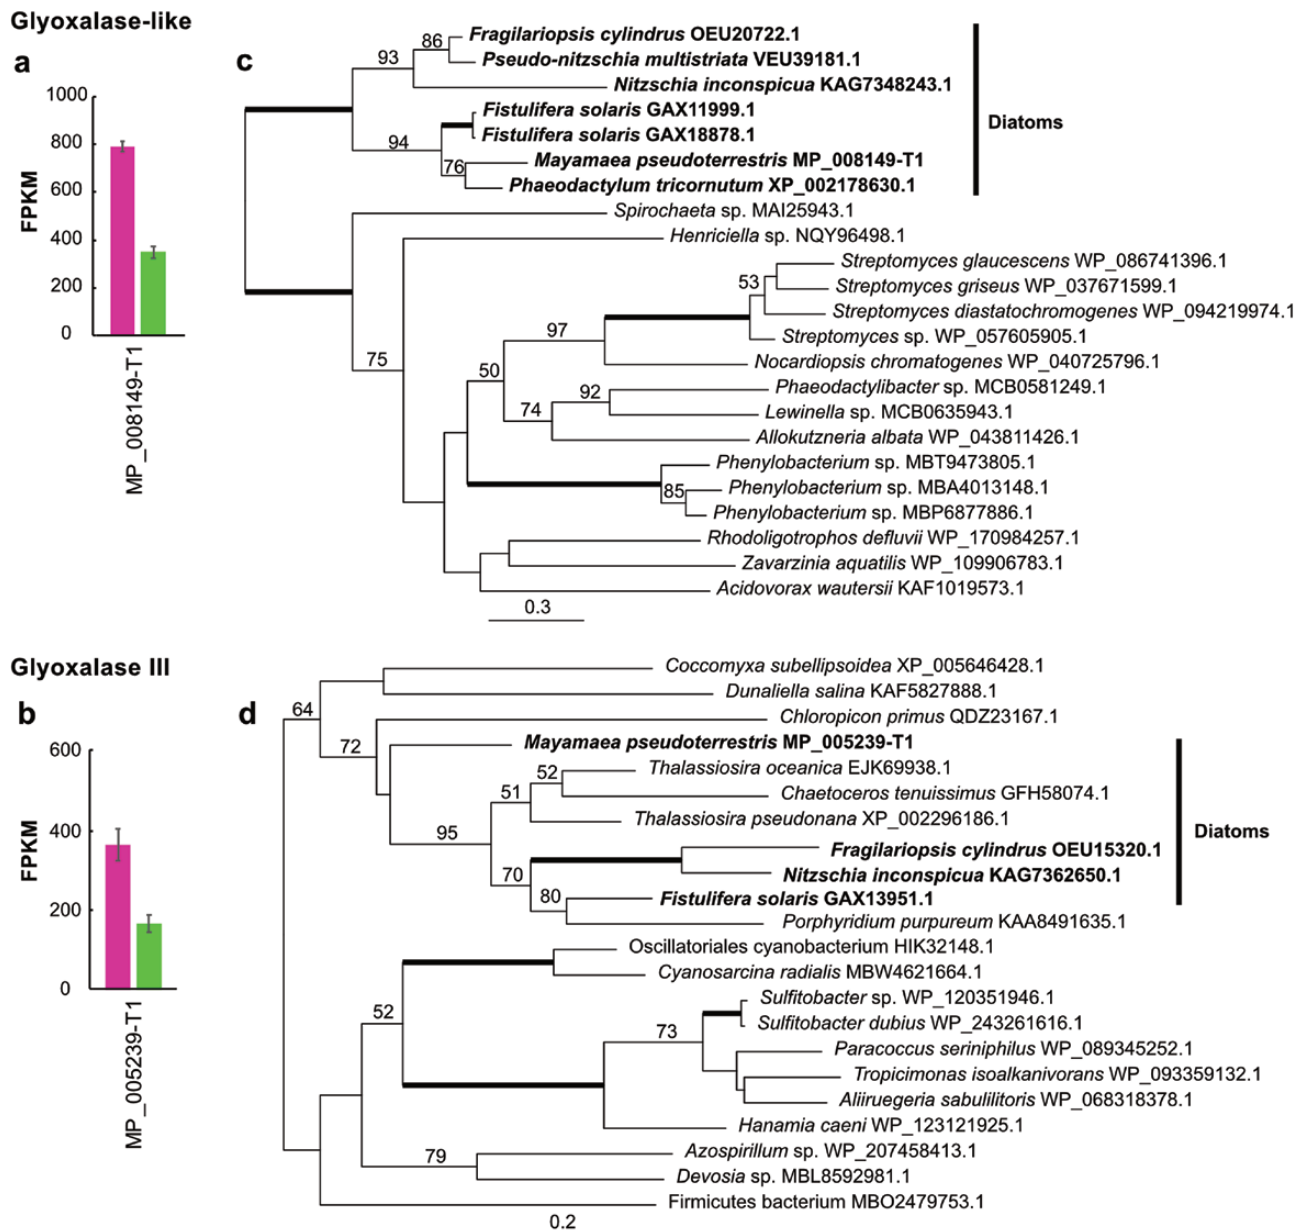 Glyoxalase-like
a
FPKM
1000
800
600
400
200
0
MP_008149-T1
c
86
93
94
76
75
53
97
50
92
74
85
Fragilariopsis cylindrus OEU20722.1
Pseudo-nitzschia multistriata VEU39181.1
Nitzschia inconspicua KAG7348243.1
Fistulifera solaris GAX11999.1
Fistulifera solaris GAX18878.1
Mayamaea pseudoterrestris MP_008149-T1
Phaeodactylum tricornutum XP_002178630.1
Diatoms
Spirochaeta sp. MAI25943.1
Henriciella sp. NQY96498.1
Streptomyces glaucescens WP_086741396.1
Streptomyces griseus WP_037671599.1
Streptomyces diastatochromogenes WP_094219974.1
Streptomyces sp. WP_057605905.1
Nocardiopsis chromatogenes WP_040725796.1
Phaeodactylibacter sp. MCB0581249.1
Lewinella sp. MCB0635943.1
Allokutzneria albata WP_043811426.1
Phenylobacterium sp. MBT9473805.1
Phenylobacterium sp. MBA4013148.1
Phenylobacterium sp. MBP6877886.1
Rhodoligotrophos defluvii WP_170984257.1
Zavarzinia aquatilis WP_109906783.1
Acidovorax wautersii KAF1019573.1
0.3
Glyoxalase III
b
FPKM
600
400
200
0
MP_005239-T1
d
64
72
52
51
95
70
80
52
73
79
Coccomyxa subellipsoidea XP_005646428.1
Dunaliella salina KAF5827888.1
Chloropicon primus QDZ23167.1
Mayamaea pseudoterrestris MP_005239-T1
Thalassiosira oceanica EJK69938.1
Chaetoceros tenuissimus GFH58074.1
Thalassiosira pseudonana XP_002296186.1
Fragilariopsis cylindrus OEU15320.1
Nitzschia inconspicua KAG7362650.1
Fistulifera solaris GAX13951.1
Diatoms
Porphyridium purpureum KAA8491635.1
Oscillatoriales cyanobacterium HIK32148.1
Cyanosarcina radialis MBW4621664.1
Sulfitobacter sp. WP_120351946.1
Sulfitobacter dubius WP_243261616.1
Paracoccus seriniphilus WP_089345252.1
Tropicimonas isoalkanivorans WP_093359132.1
Aliiruegeria sabulilitoris WP_068318378.1
Hanamia caeni WP_123121925.1
Azospirillum sp. WP_207458413.1
Devosia sp. MBL8592981.1
Firmicutes bacterium MBO2479753.1
0.2